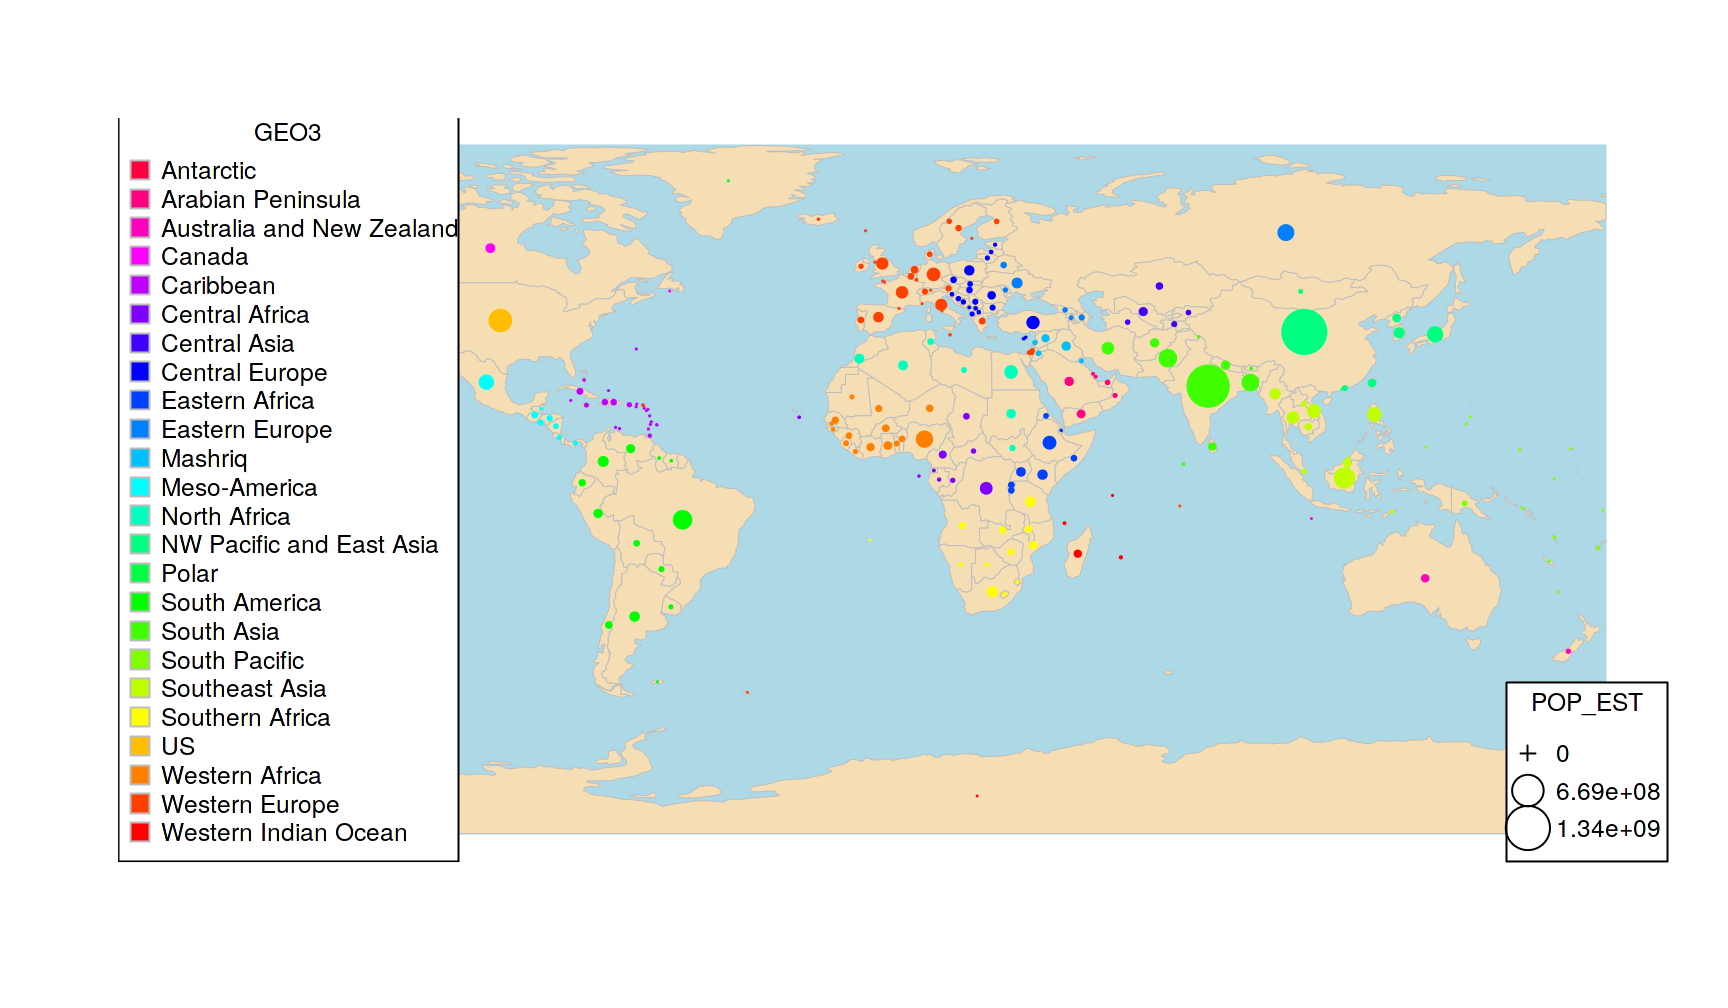 GEO3
Antarctic
Arabian Peninsula
Australia and New Zealand
Canada
Caribbean
Central Africa
Central Asia
Central Europe
Eastern Africa
Eastern Europe
Mashriq
Meso-America
North Africa
NW Pacific and East Asia
Polar
South America
South Asia
South Pacific
Southeast Asia
Southern Africa
US
Western Africa
Western Europe
Western Indian Ocean
POP_EST
0
6.69e+08
1.34e+09